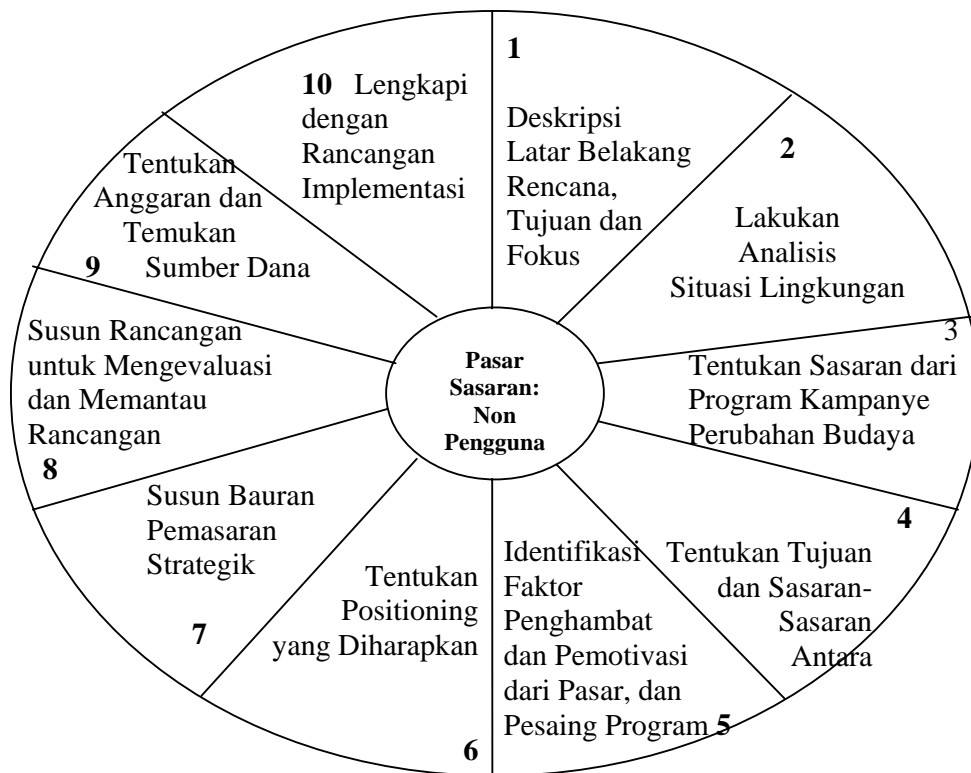 1
Deskripsi
Latar Belakang
Rencana,
Tujuan dan
Fokus
2
Lakukan
Analisis
Situasi Lingkungan
3
Tentukan Sasaran dari
Program Kampanye
Perubahan Budaya
4
Tentukan Tujuan
dan Sasaran-
Sasaran
Antara
Identifikasi
Faktor
Penghambat
dan Pemotivasi
dari Pasar, dan
Pesaing Program 5
Tentukan
Positioning
yang Diharapkan
6
Susun Bauran
Pemasaran
Strategik
7
Susun Rancangan
untuk Mengevaluasi
dan Memantau
Rancangan
8
Tentukan
Anggaran dan
Temukan
9 Sumber Dana
10 Lengkapi
dengan
Rancangan
Implementasi
Pasar
Sasaran:
Non
Pengguna